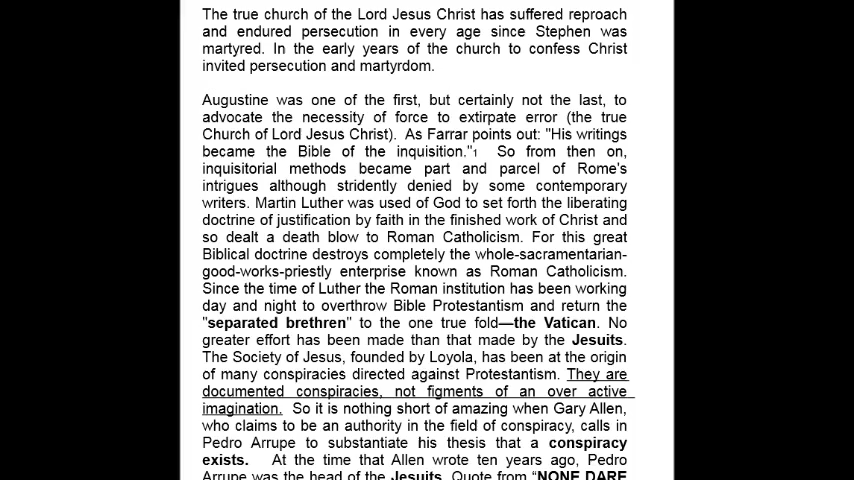 The true church of the Lord Jesus Christ has suffered reproach
and endured persecution in every age since Stephen was
martyred. In the early years of the church to confess Christ
invited persecution and martyrdom.
Augustine was one of the first, but certainly not the last, to
advocate the necessity of force to extirpate error (the true
Church of Lord Jesus Christ). As Farrar points out: "His writings
became the Bible of the inquisition."1 So from then on,
inquisitorial methods became part and parcel of Rome's
intrigues although stridently denied by some contemporary
writers. Martin Luther was used of God to set forth the liberating
doctrine of justification by faith in the finished work of Christ and
so dealt a death blow to Roman Catholicism. For this great
Biblical doctrine destroys completely the whole-sacramentarian-
good-works-priestly enterprise known as Roman Catholicism.
Since the time of Luther the Roman institution has been working
day and night to overthrow Bible Protestantism and return the
"separated brethren" to the one true fold—the Vatican. No
greater effort has been made than that made by the Jesuits.
The Society of Jesus, founded by Loyola, has been at the origin
of many conspiracies directed against Protestantism. They are
documented conspiracies, not figments of an over active
imagination. So it is nothing short of amazing when Gary Allen,
who claims to be an authority in the field of conspiracy, calls in
Pedro Arrupe to substantiate his thesis that a conspiracy
exists. At the time that Allen wrote ten years ago, Pedro
Arrupe was the head of the Jesuits. Quote from “NONE DARE